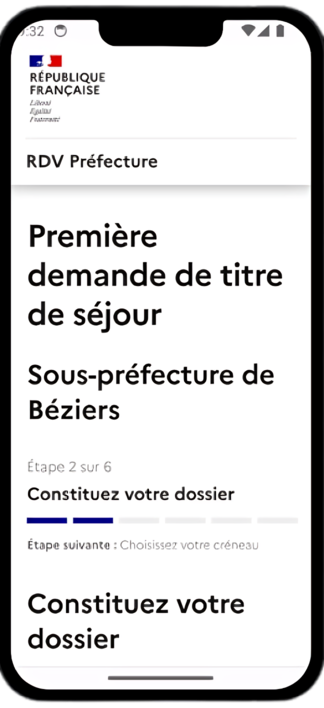 :32
RÉPUBLIQUE
FRANÇAISE
Liberté
Égalité
Fraternité
RDV Préfecture
Première
demande de titre
de séjour
Sous-préfecture de
Béziers
Étape 2 sur 6
Constituez votre dossier
Étape suivante : Choisissez votre créneau
Constituez votre
dossier